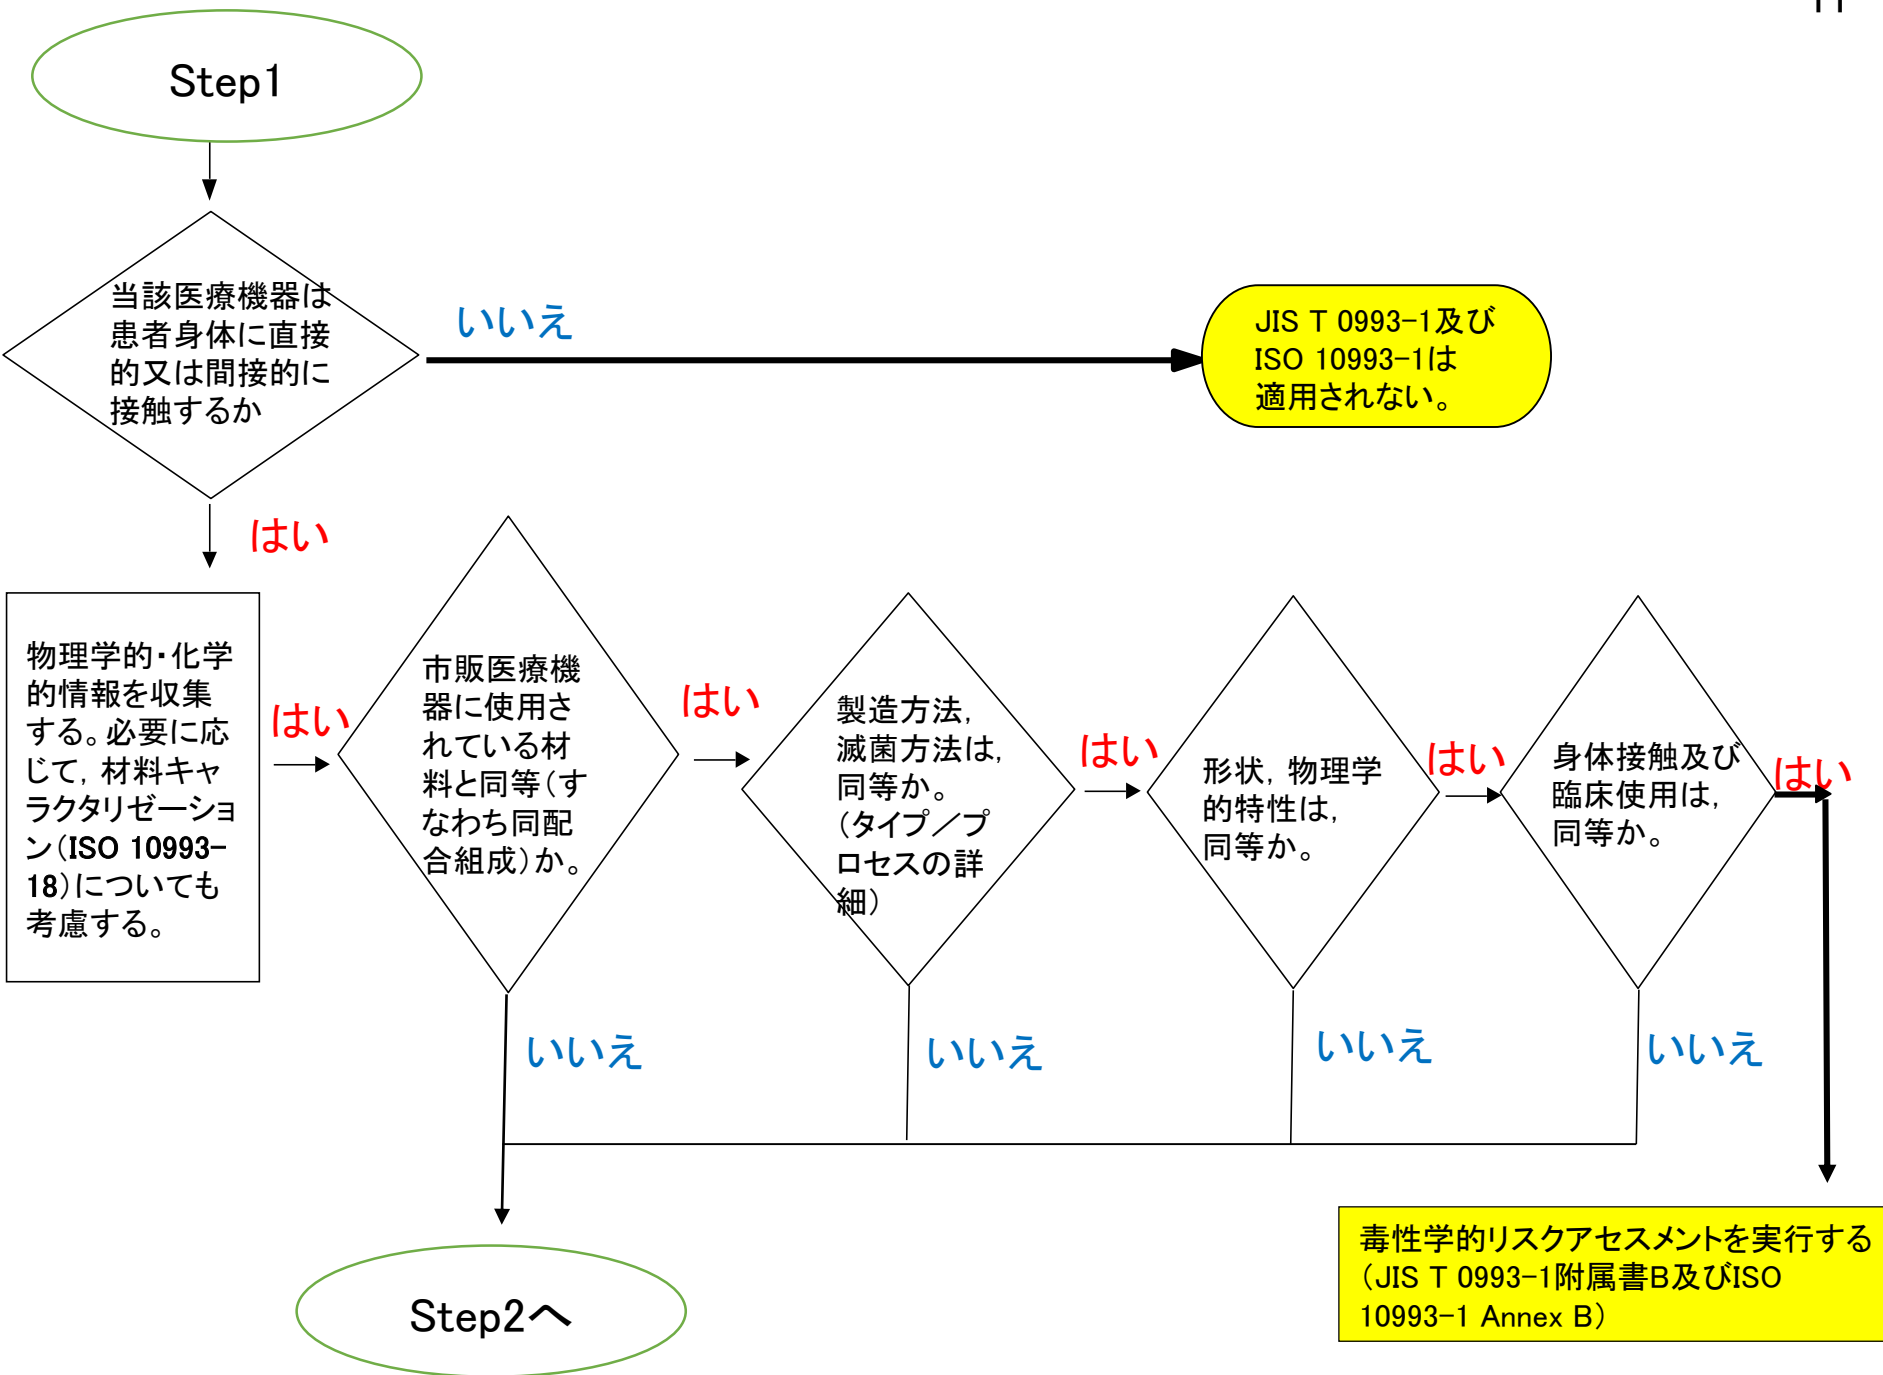 Step1
当該医療機器は
患者身体に直接
的又は間接的に
接触するか
いいえ
JIS T 0993-1及び
ISO 10993-1は
適用されない。
はい
物理学的・化学
的情報を収集
する。必要に応
じて，材料キャ
ラクタリゼーショ
ン（ISO 10993-
18）についても
考慮する。
はい
市販医療機
器に使用さ
れている材
料と同等（す
なわち同配
合組成）か。
はい
製造方法，
滅菌方法は，
同等か。
（タイプ／プ
ロセスの詳
細）
はい
形状，物理学
的特性は，
同等か。
はい
身体接触及び
臨床使用は，
同等か。
はい
いいえ
いいえ
いいえ
いいえ
Step2へ
毒性学的リスクアセスメントを実行する
（JIS T 0993-1附属書B及びISO
10993-1 Annex B）